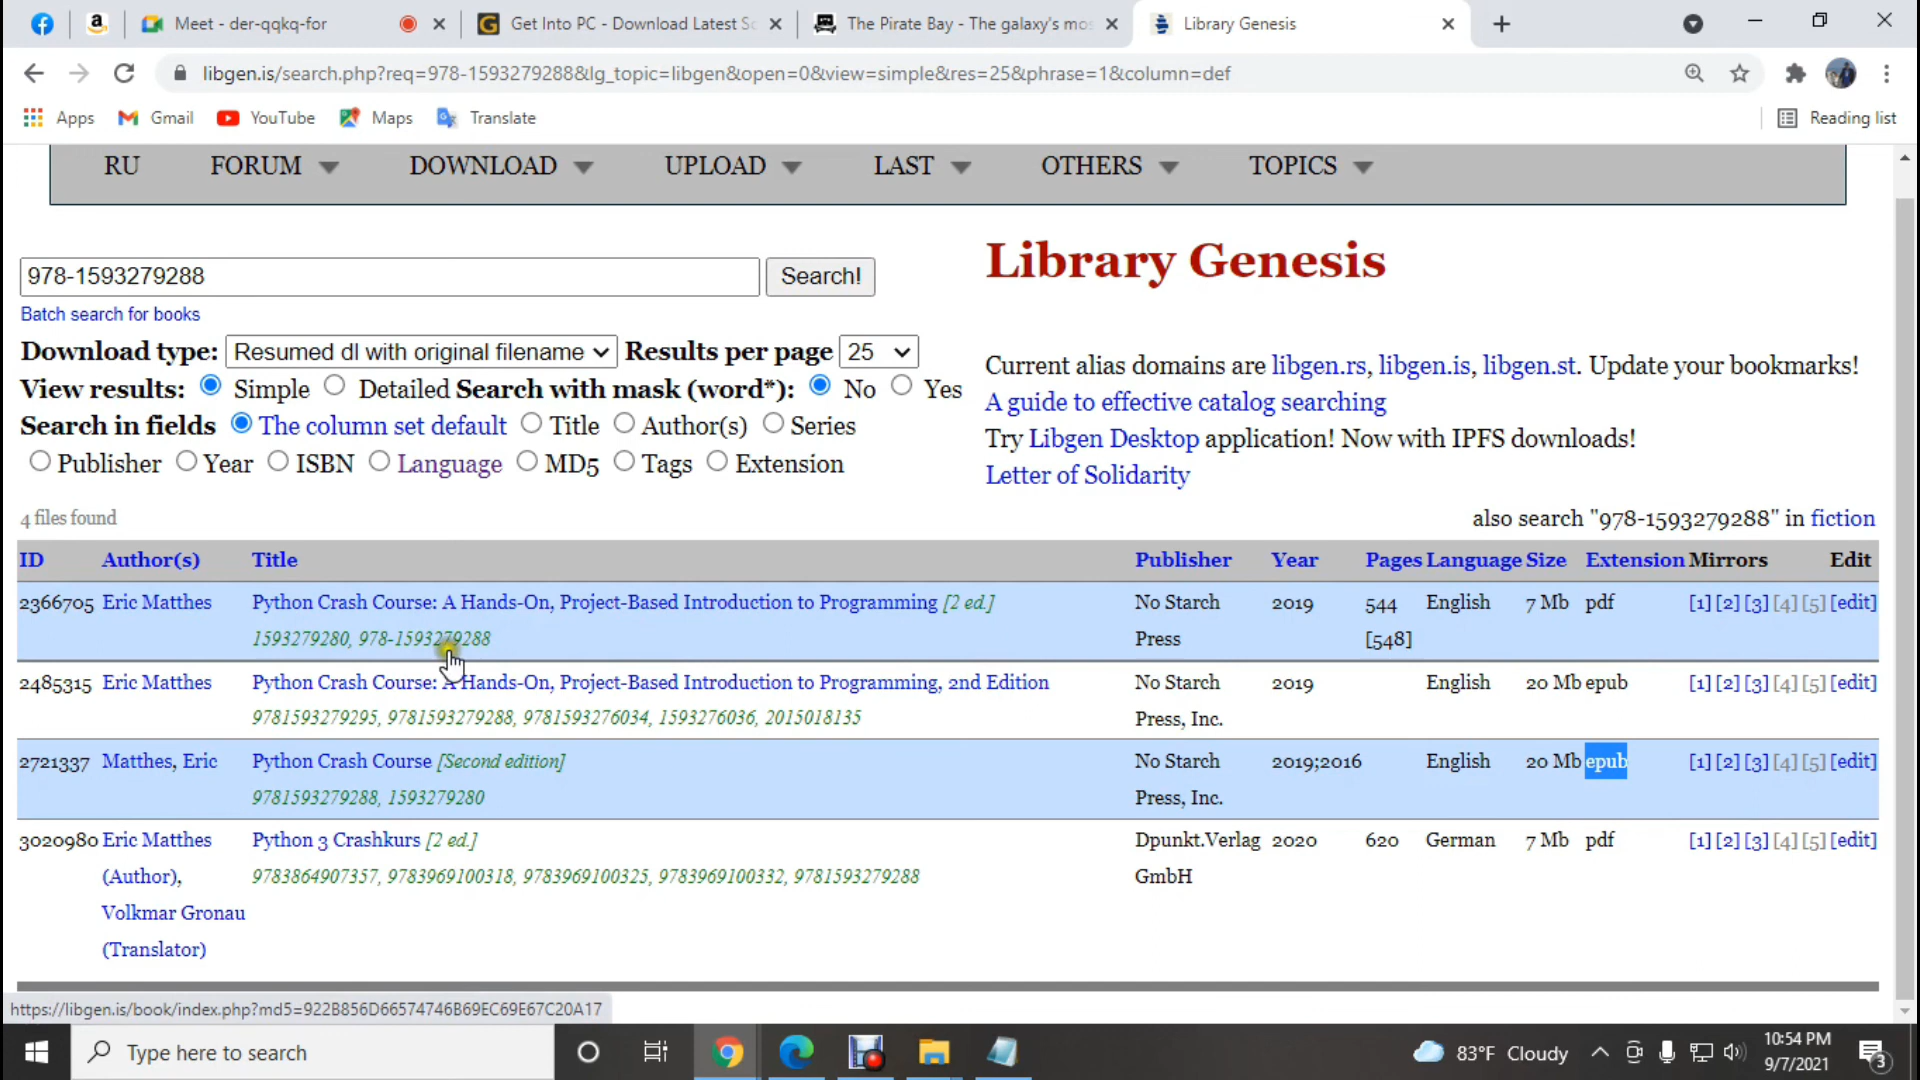 Meet - der-qqkq-for
Get Into PC - Download Latest Sc
The Pirate Bay - The galaxy's mos
Library Genesis
libgen.is/search.php?req=978-1593279288&lg_topic=libgen&open=0&view=simple&res=25&phrase=1&column=def
Apps Gmail YouTube Maps Translate Reading list
RU FORUM DOWNLOAD UPLOAD LAST OTHERS TOPICS
978-1593279288 Search!
Library Genesis
Batch search for books
Download type: Resumed dl with original filename Results per page 25
View results: Simple Detailed Search with mask (word*): No Yes
Search in fields The column set default Title Author(s) Series
Publisher Year ISBN Language MD5 Tags Extension
Current alias domains are libgen.rs, libgen.is, libgen.st. Update your bookmarks!
A guide to effective catalog searching
Try Libgen Desktop application! Now with IPFS downloads!
Letter of Solidarity
4 files found
also search "978-1593279288" in fiction
ID Author(s) Title Publisher Year Pages Language Size Extension Mirrors Edit
2366705 Eric Matthes Python Crash Course: A Hands-On, Project-Based Introduction to Programming [2 ed.] No Starch 2019 544 English 7 Mb pdf [1] [2] [3] [4] [5] [edit]
1593279280, 978-1593279288 Press [548]
2485315 Eric Matthes Python Crash Course: A Hands-On, Project-Based Introduction to Programming, 2nd Edition No Starch 2019 English 20 Mb epub [1] [2] [3] [4] [5] [edit]
9781593279295, 9781593279288, 9781593276034, 1593276036, 2015018135 Press, Inc.
2721337 Matthes, Eric Python Crash Course [Second edition] No Starch 2019;2016 English 20 Mb epub [1] [2] [3] [4] [5] [edit]
9781593279288, 1593279280 Press, Inc.
3020980 Eric Matthes Python 3 Crashkurs [2 ed.] Dpunkt.Verlag 2020 620 German 7 Mb pdf [1] [2] [3] [4] [5] [edit]
(Author), 9783864907357, 9783969100318, 9783969100325, 9783969100332, 9781593279288 GmbH
Volkmar Gronau
(Translator)
https://libgen.is/book/index.php?md5=922B856D66574746B69EC69E67C20A17
Type here to search
83°F Cloudy
10:54 PM
9/7/2021
3